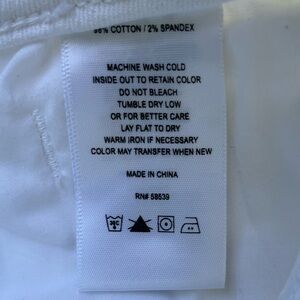 98% COTTON / 2% SPANDEX
MACHINE WASH COLD
INSIDE OUT TO RETAIN COLOR
DO NOT BLEACH
TUMBLE DRY LOW
OR FOR BETTER CARE
LAY FLAT TO DRY
WARM IRON IF NECESSARY
COLOR MAY TRANSFER WHEN NEW
MADE IN CHINA
RN# 58539